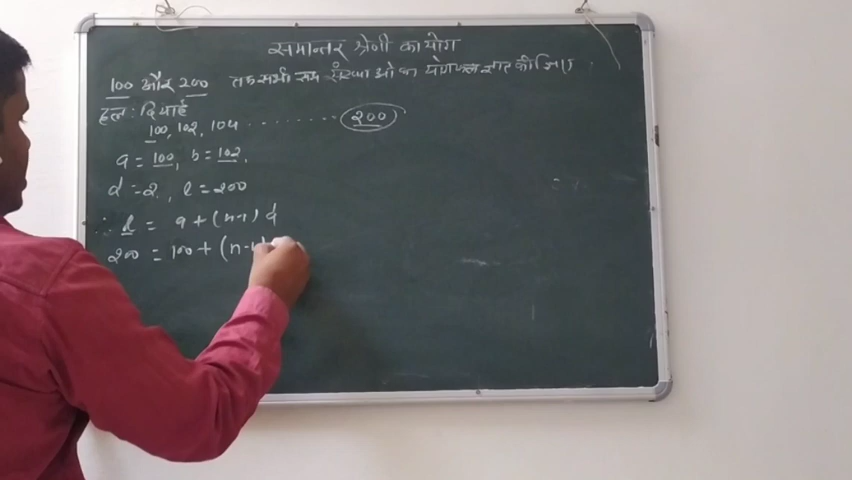 समान्तर श्रेणी का योग
100 और 200 तक सभी सम संख्याओ का योगफल ज्ञात कीजिए
हल: दिया है
100, 102, 104 .......... 200
a = 100, b = 102,
d = 2, l = 200
∴ l = a + (n-1) d
200 = 100 + (n-1)